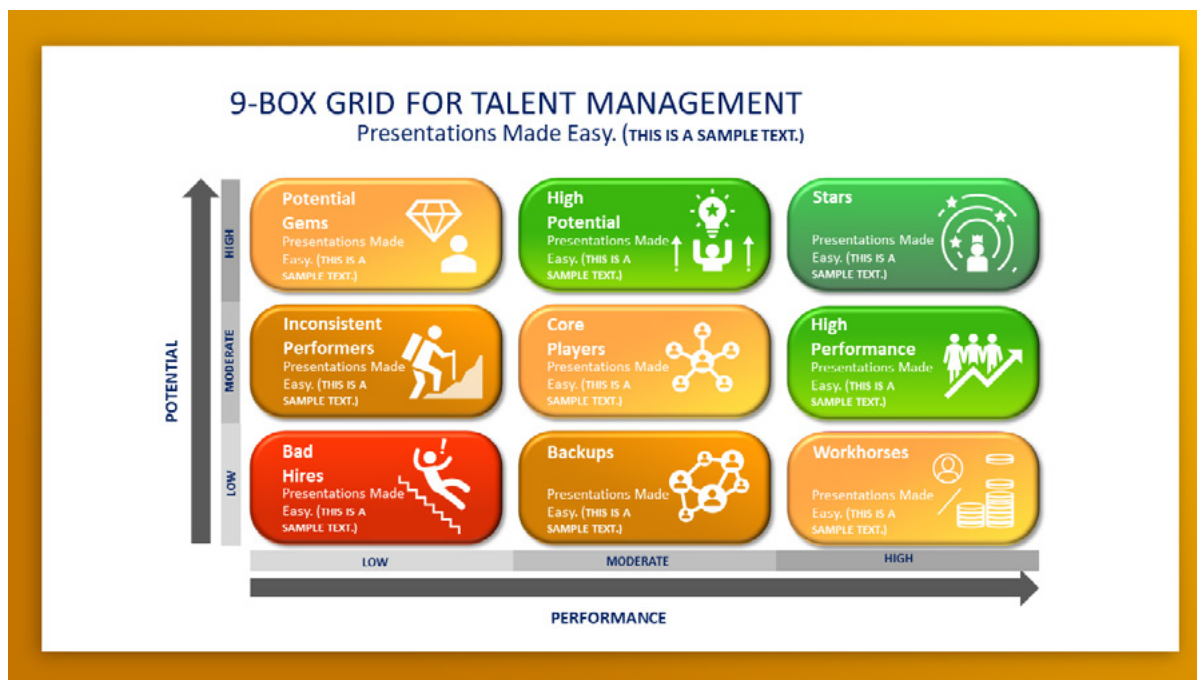 9-BOX GRID FOR TALENT MANAGEMENT
Presentations Made Easy. (THIS IS A SAMPLE TEXT.)
POTENTIAL
HIGH
MODERATE
LOW
Potential
Gems
Presentations Made
Easy. (THIS IS A
SAMPLE TEXT.)
High
Potential
Presentations Made
Easy. (THIS IS A
SAMPLE TEXT.)
Stars
Presentations Made
Easy. (THIS IS A
SAMPLE TEXT.)
Inconsistent
Performers
Presentations Made
Easy. (THIS IS A
SAMPLE TEXT.)
Core
Players
Presentations Made
Easy. (THIS IS A
SAMPLE TEXT.)
High
Performance
Presentations Made
Easy. (THIS IS A
SAMPLE TEXT.)
Bad
Hires
Presentations Made
Easy. (THIS IS A
SAMPLE TEXT.)
Backups
Presentations Made
Easy. (THIS IS A
SAMPLE TEXT.)
Workhorses
Presentations Made
Easy. (THIS IS A
SAMPLE TEXT.)
LOW
MODERATE
HIGH
PERFORMANCE